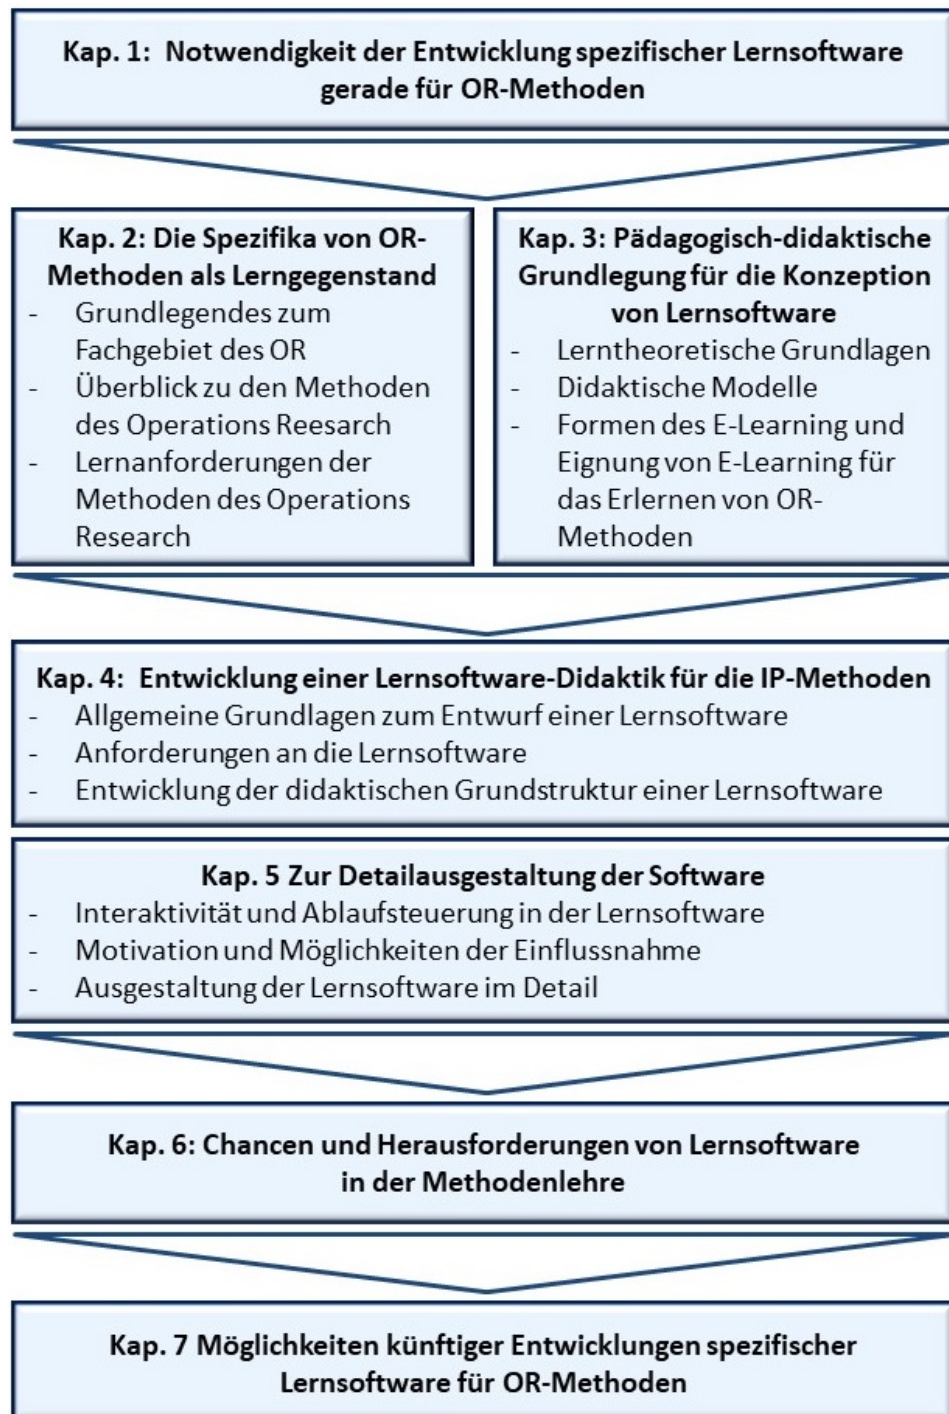 Kap. 1:  Notwendigkeit der Entwicklung spezifischer Lernsoftware
gerade für OR-Methoden
Kap. 2: Die Spezifika von OR-
Methoden als Lerngegenstand
- Grundlegendes zum
Fachgebiet des OR
- Überblick zu den Methoden
des Operations Reesarch
- Lernanforderungen der
Methoden des Operations
Research
Kap. 3: Pädagogisch-didaktische
Grundlegung für die Konzeption
von Lernsoftware
- Lerntheoretische Grundlagen
- Didaktische Modelle
- Formen des E-Learning und
Eignung von E-Learning für
das Erlernen von OR-
Methoden
Kap. 4:  Entwicklung einer Lernsoftware-Didaktik für die IP-Methoden
- Allgemeine Grundlagen zum Entwurf einer Lernsoftware
- Anforderungen an die Lernsoftware
- Entwicklung der didaktischen Grundstruktur einer Lernsoftware
Kap. 5 Zur Detailausgestaltung der Software
- Interaktivität und Ablaufsteuerung in der Lernsoftware
- Motivation und Möglichkeiten der Einflussnahme
- Ausgestaltung der Lernsoftware im Detail
Kap. 6: Chancen und Herausforderungen von Lernsoftware
in der Methodenlehre
Kap. 7 Möglichkeiten künftiger Entwicklungen spezifischer
Lernsoftware für OR-Methoden